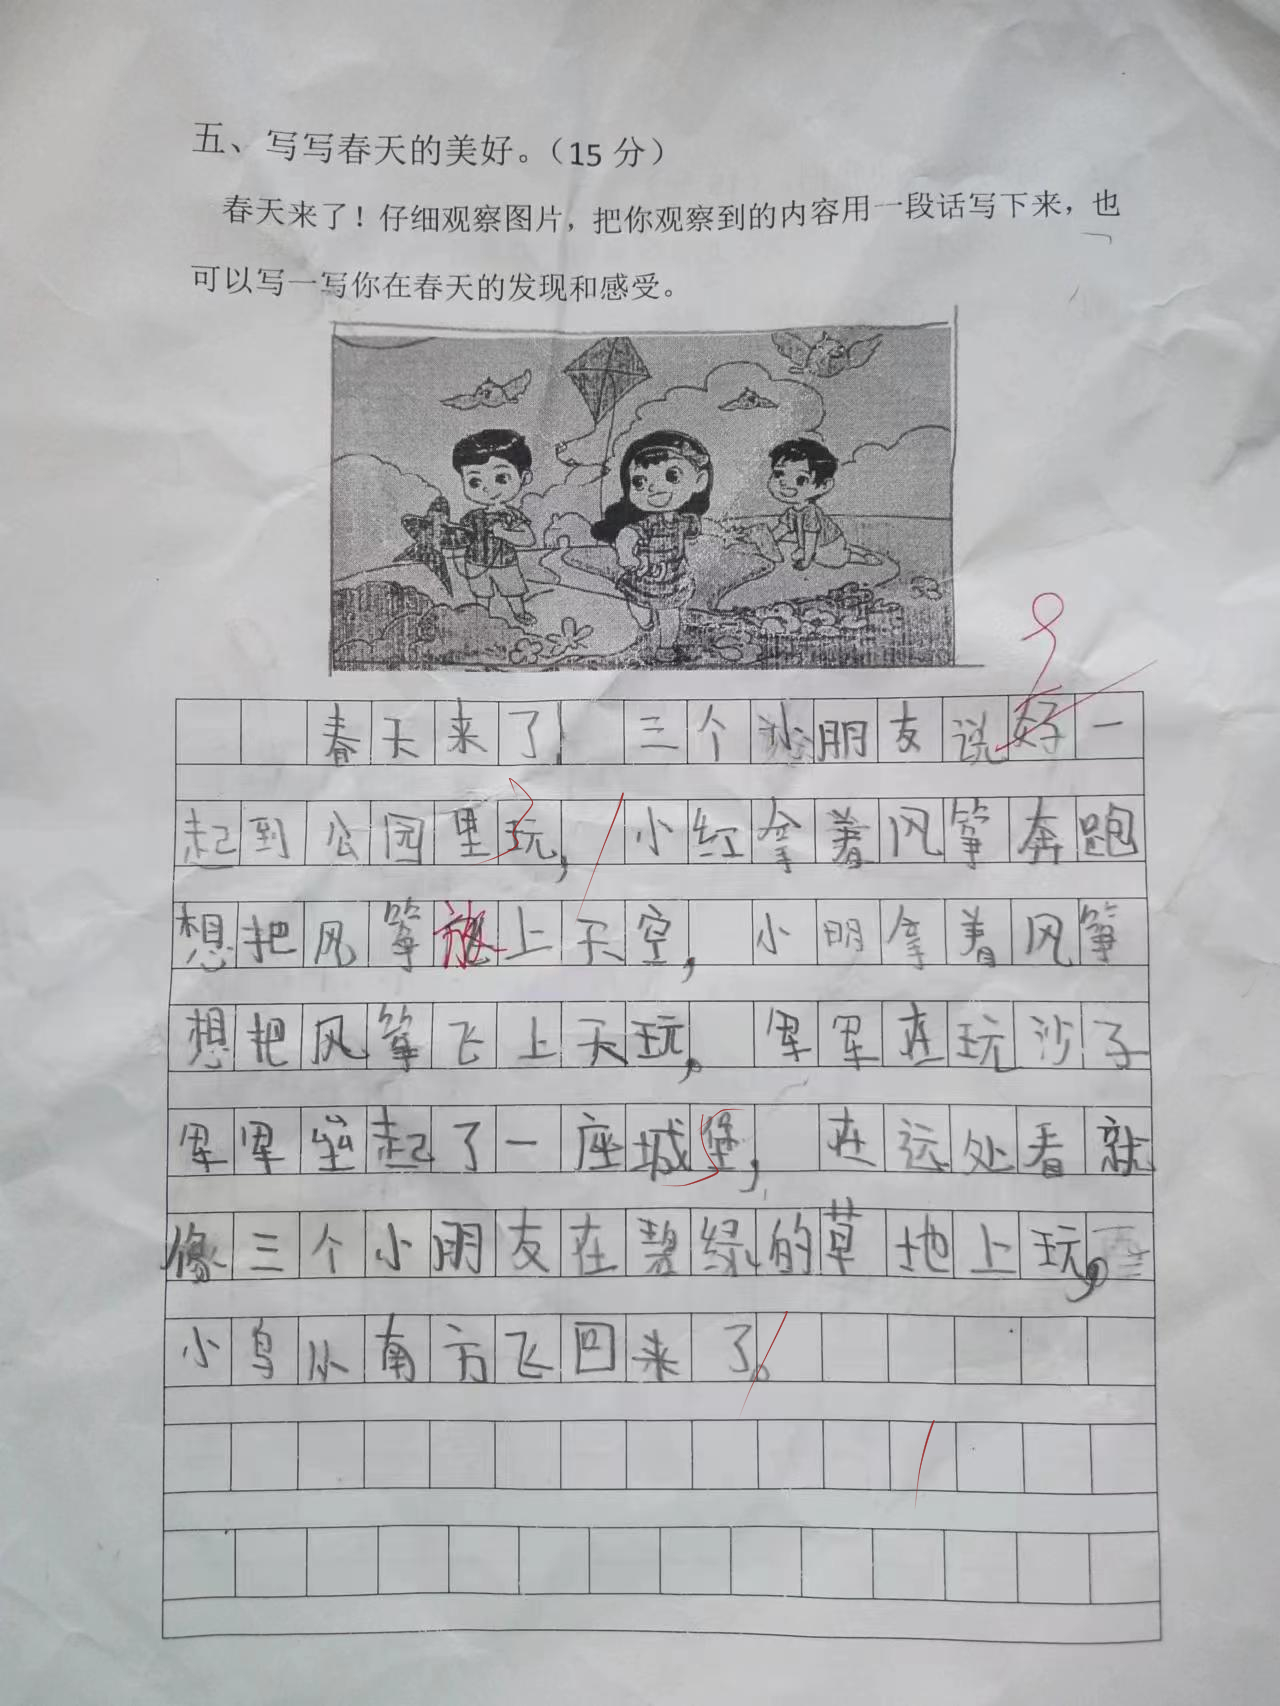 五、写写春天的美好。（15 分）
春天来了！仔细观察图片，把你观察到的内容用一段话写下来，也
可以写一写你在春天的发现和感受。
春天来了！三个小朋友说好一
起到公园里玩，小红拿着风筝奔跑
想把风筝放上天空，小明拿着风筝
想把风筝飞上天玩，军军在玩沙子
军军垒起了一座城堡，在远处看就
像三个小朋友在碧绿的草地上玩，
小鸟从南方飞回来了。